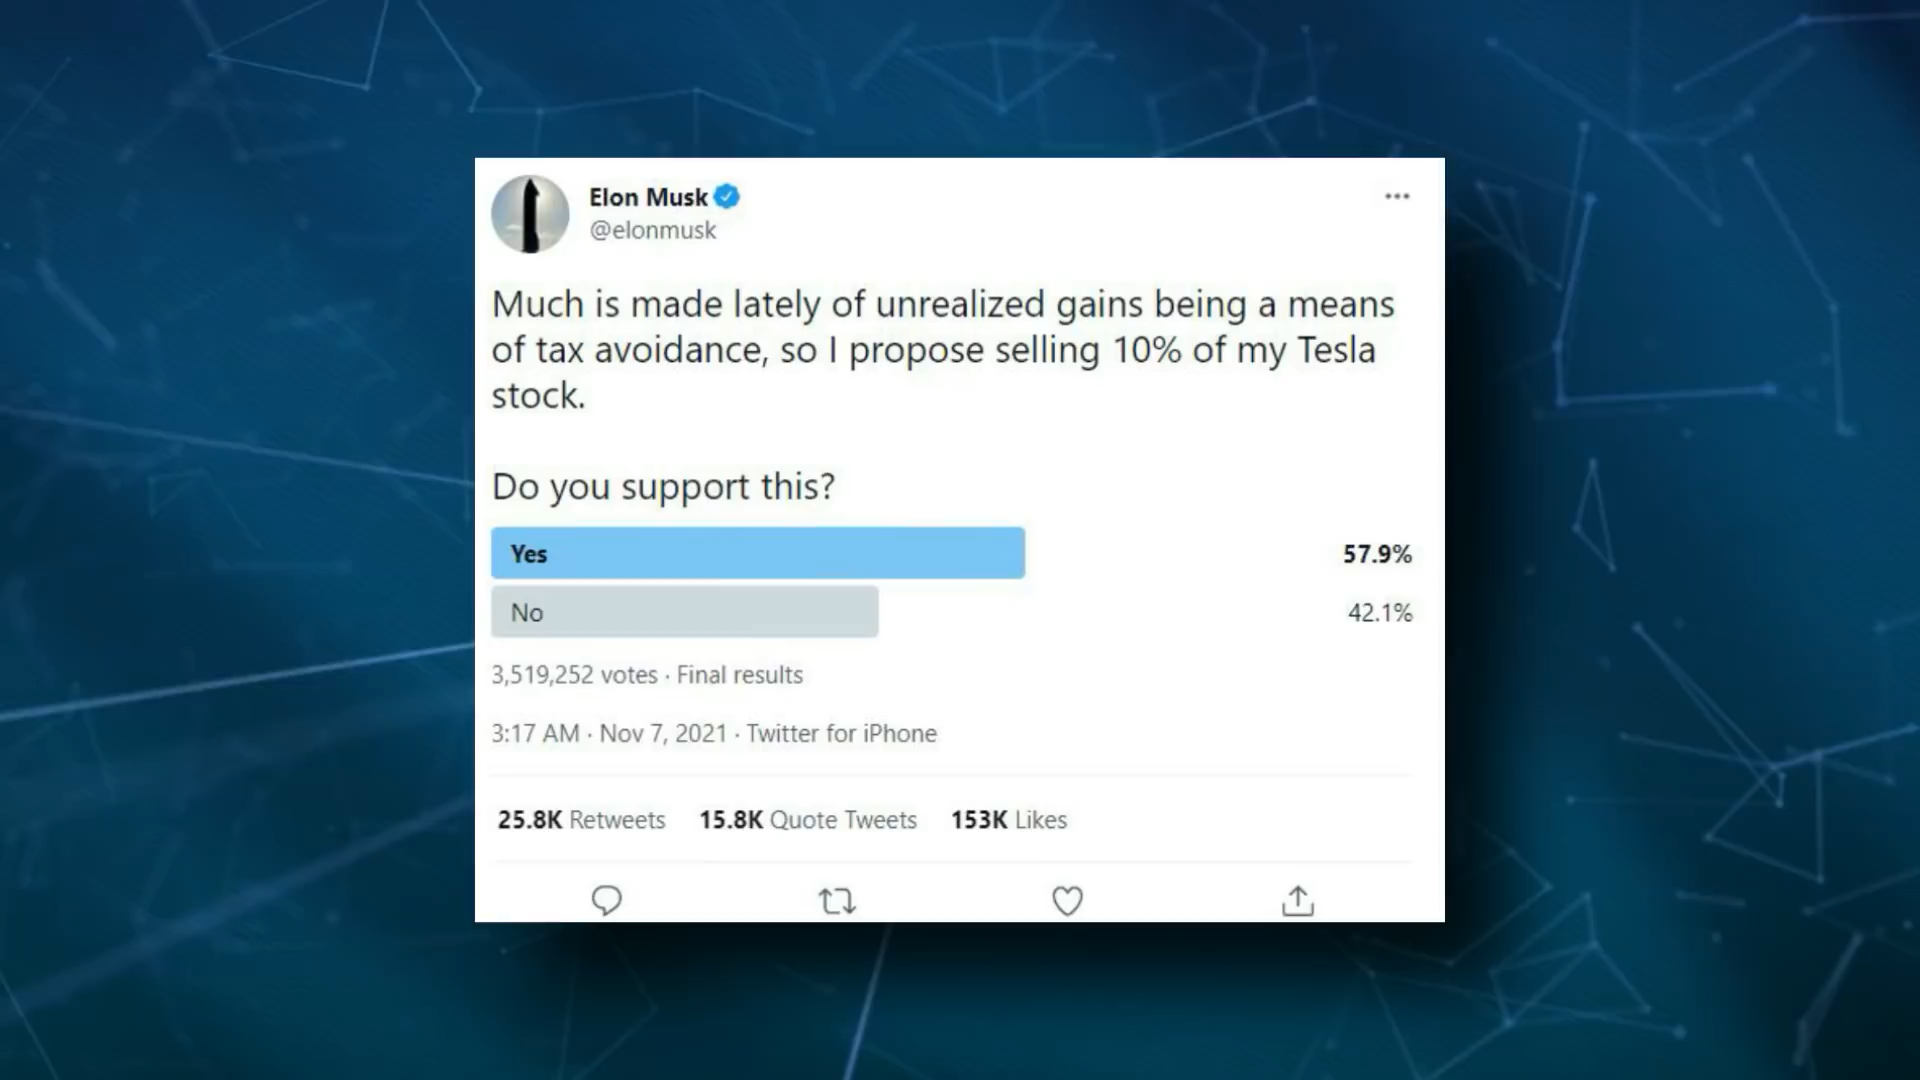 Elon Musk
@elonmusk
Much is made lately of unrealized gains being a means
of tax avoidance, so I propose selling 10% of my Tesla
stock.
Do you support this?
Yes 57.9%
No 42.1%
3,519,252 votes · Final results
3:17 AM · Nov 7, 2021 · Twitter for iPhone
25.8K Retweets 15.8K Quote Tweets 153K Likes